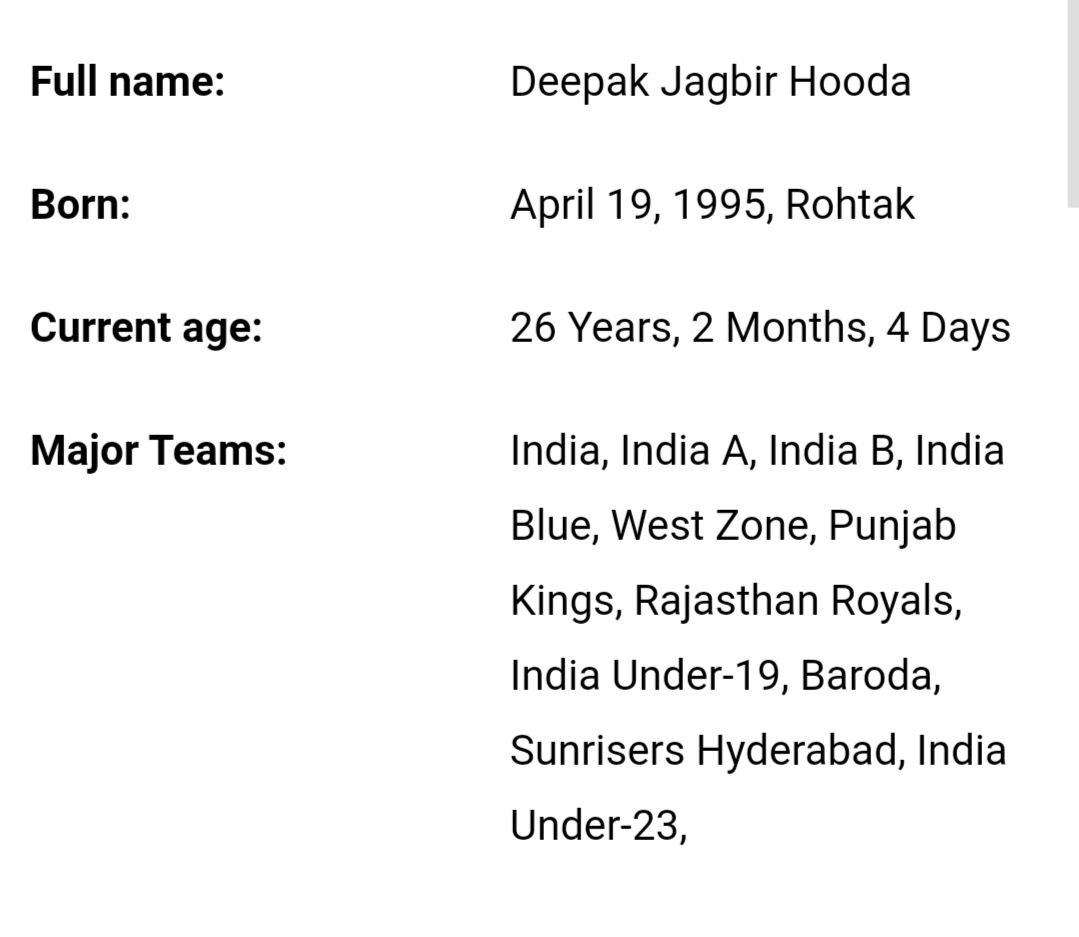 Full name: Deepak Jagbir Hooda
Born: April 19, 1995, Rohtak
Current age: 26 Years, 2 Months, 4 Days
Major Teams: India, India A, India B, India
Blue, West Zone, Punjab
Kings, Rajasthan Royals,
India Under-19, Baroda,
Sunrisers Hyderabad, India
Under-23,